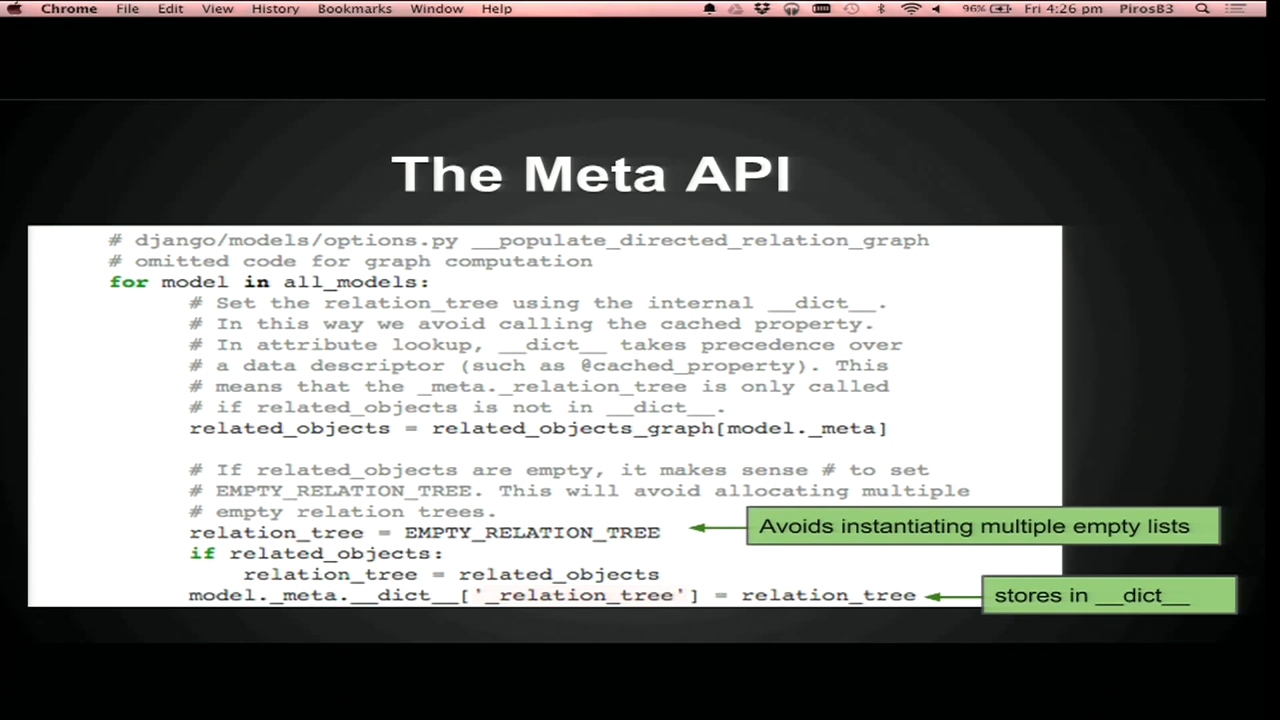 Chrome File Edit View History Bookmarks Window Help 96% Fri 4:26 pm PirosB3
The Meta API
# django/models/options.py __populate_directed_relation_graph
# omitted code for graph computation
for model in all_models:
# Set the relation_tree using the internal __dict__.
# In this way we avoid calling the cached property.
# In attribute lookup, __dict__ takes precedence over
# a data descriptor (such as @cached_property). This
# means that the _meta._relation_tree is only called
# if related_objects is not in __dict__.
related_objects = related_objects_graph[model._meta]
# If related_objects are empty, it makes sense # to set
# EMPTY_RELATION_TREE. This will avoid allocating multiple
# empty relation trees.
relation_tree = EMPTY_RELATION_TREE
Avoids instantiating multiple empty lists
if related_objects:
relation_tree = related_objects
model._meta.__dict__['_relation_tree'] = relation_tree
stores in __dict__